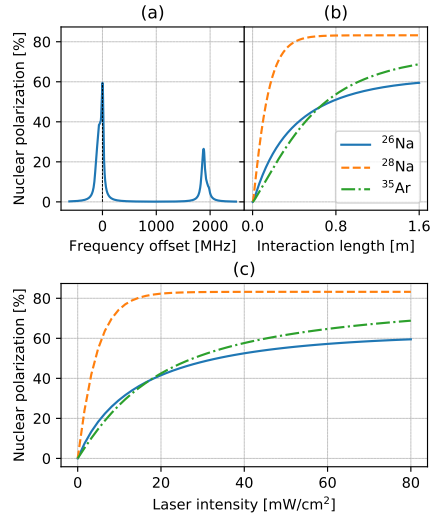 (a)
(b)
Nuclear polarization [%]
80
60
40
20
0
0
1000
2000
Frequency offset [MHz]
0.0
0.8
1.6
Interaction length [m]
²⁶Na
²⁸Na
³⁵Ar
(c)
Nuclear polarization [%]
80
60
40
20
0
0
20
40
60
80
Laser intensity [mW/cm²]